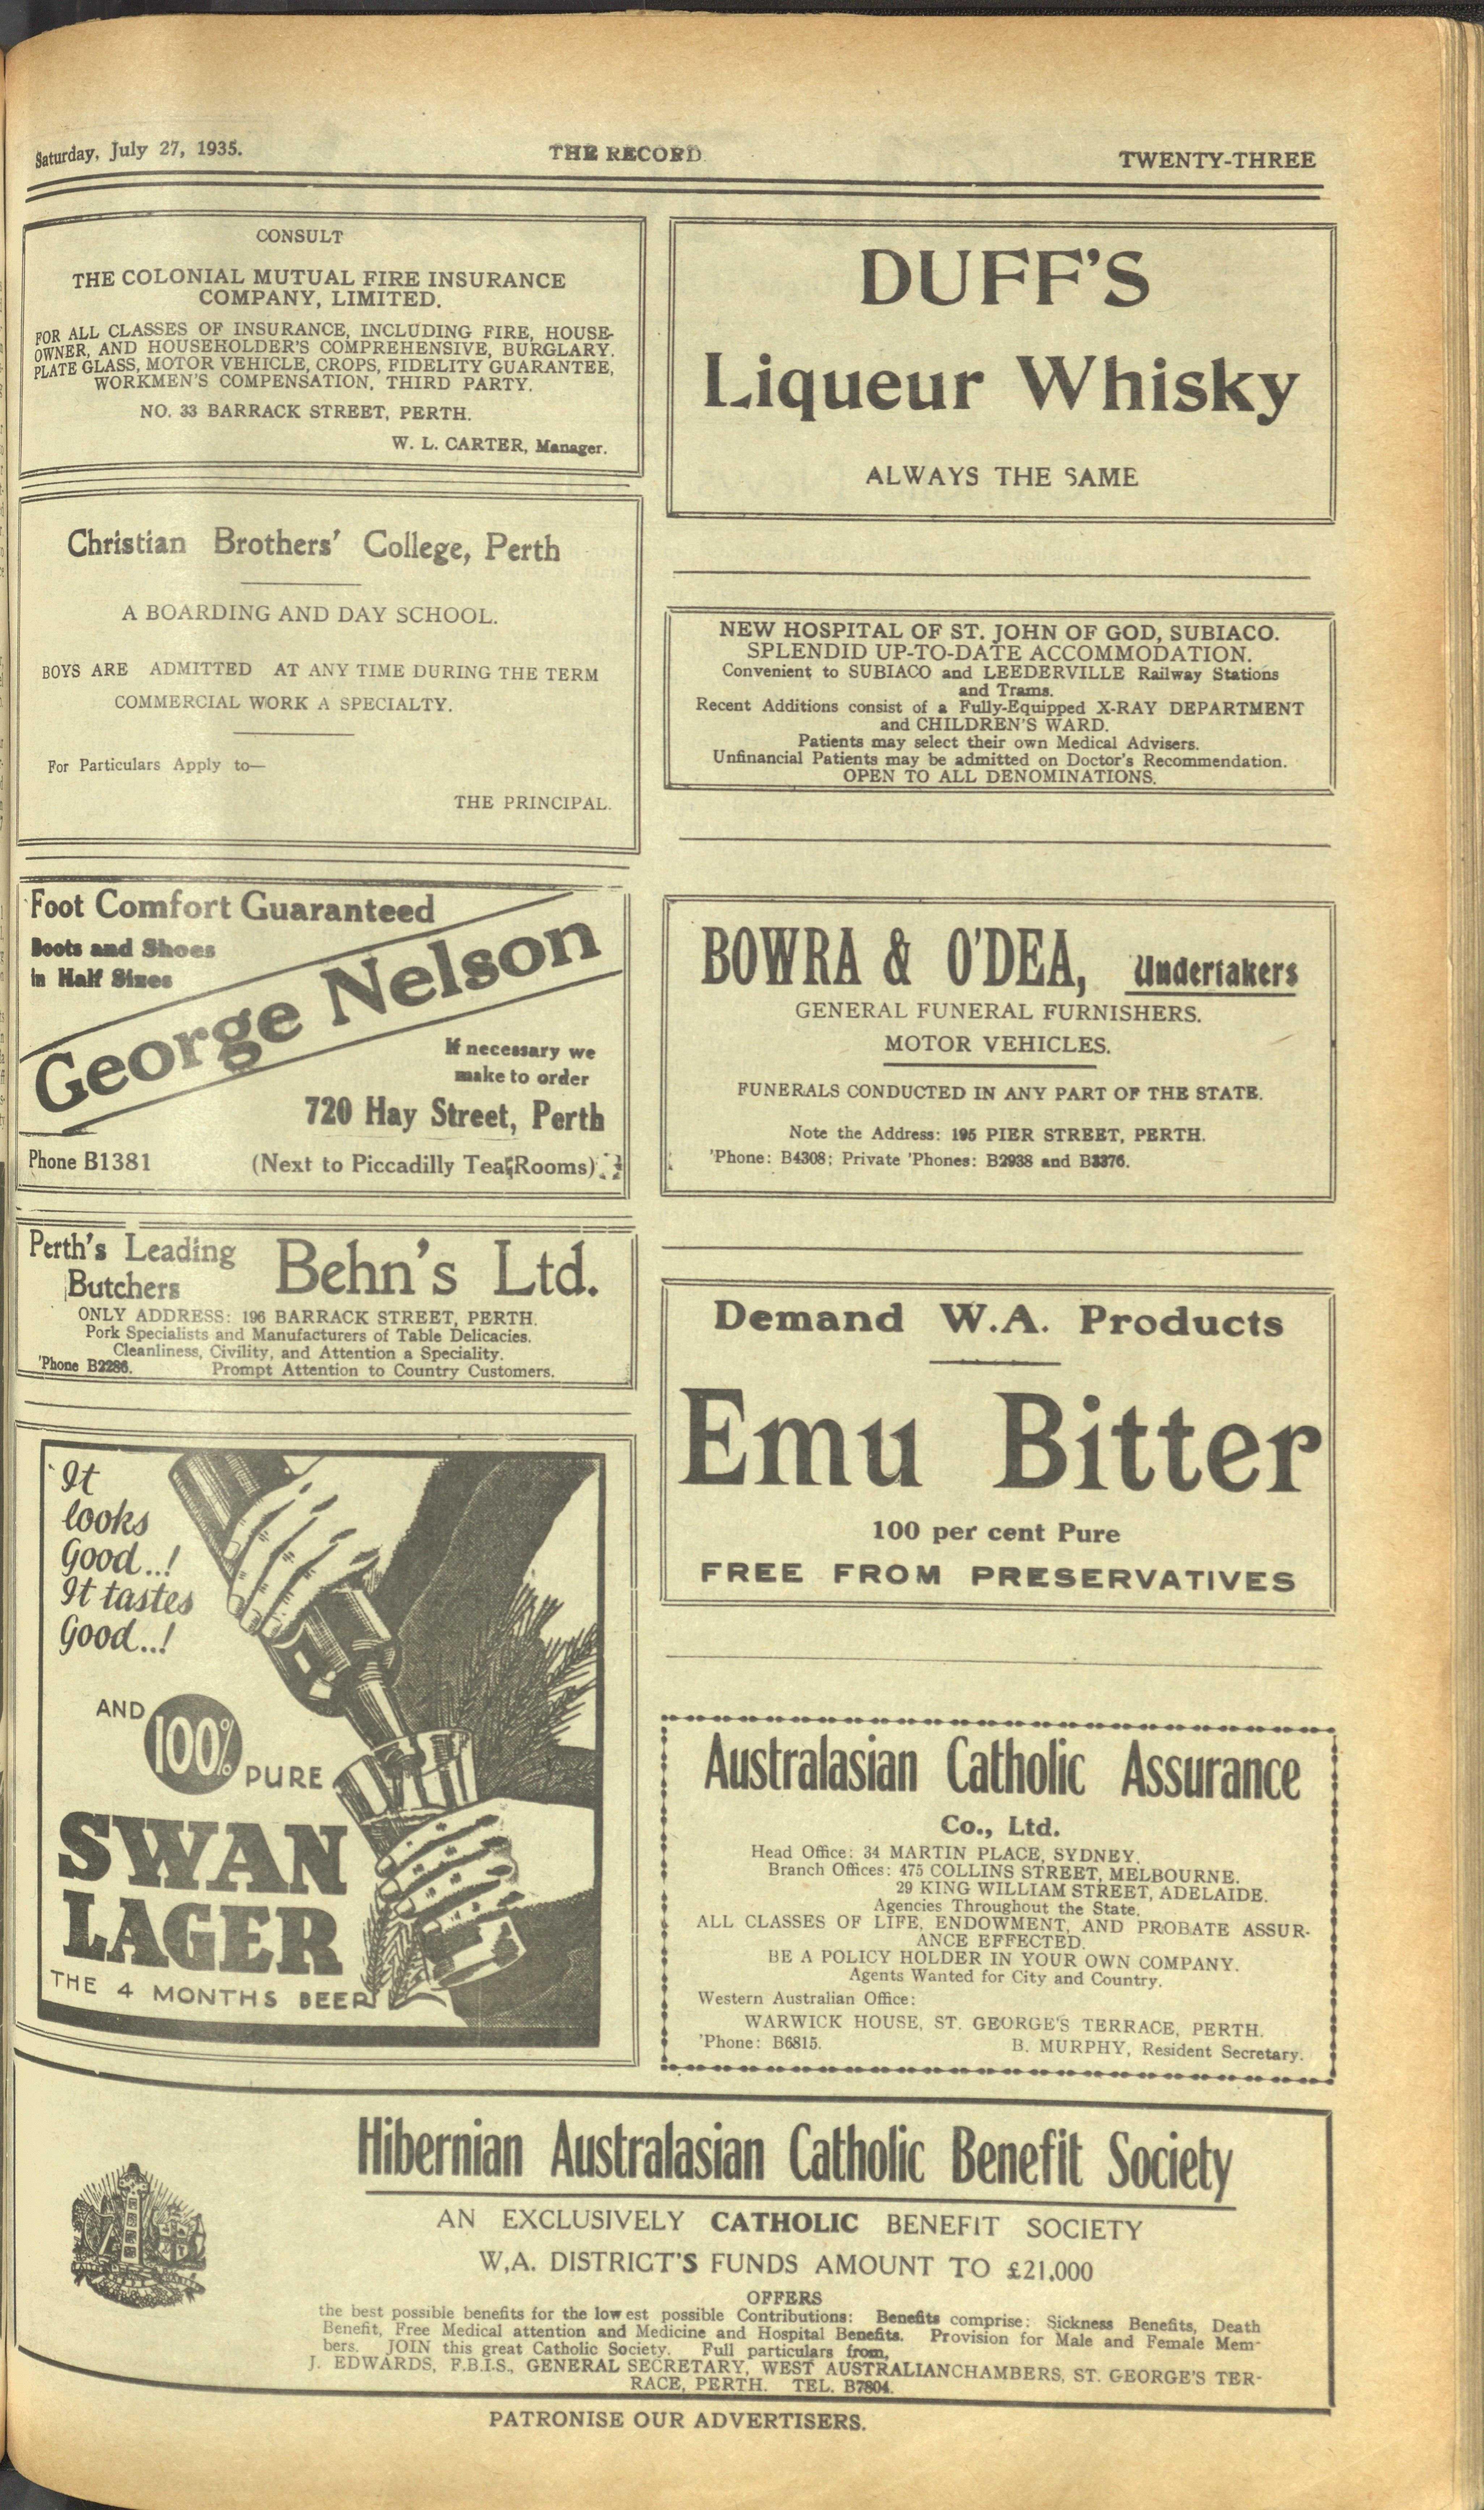 Saturday, July 27, 1935.
THE RECORD
TWENTY-THREE
CONSULT
THE COLONIAL MUTUAL FIRE INSURANCE
COMPANY, LIMITED.
FOR ALL CLASSES OF INSURANCE, INCLUDING FIRE, HOUSE-
OWNER, AND HOUSEHOLDER'S COMPREHENSIVE, BURGLARY.
PLATE GLASS, MOTOR VEHICLE, CROPS, FIDELITY GUARANTEE,
WORKMEN'S COMPENSATION, THIRD PARTY.
NO. 33 BARRACK STREET, PERTH.
W. L. CARTER, Manager.
Christian Brothers' College, Perth
A BOARDING AND DAY SCHOOL.
BOYS ARE ADMITTED AT ANY TIME DURING THE TERM
COMMERCIAL WORK A SPECIALTY.
For Particulars Apply to—
THE PRINCIPAL.
Foot Comfort Guaranteed
Boots and Shoes
in Half Sizes
George Nelson
If necessary we
make to order
720 Hay Street, Perth
Phone B1381 (Next to Piccadilly Tea Rooms)
Perth's Leading
Butchers
Behn's Ltd.
ONLY ADDRESS: 196 BARRACK STREET, PERTH.
Pork Specialists and Manufacturers of Table Delicacies.
Cleanliness, Civility, and Attention a Speciality.
'Phone B2286. Prompt Attention to Country Customers.
It
looks
Good..!
It tastes
Good..!
AND
100%
PURE
SWAN
LAGER
THE 4 MONTHS BEER
DUFF'S
Liqueur Whisky
ALWAYS THE SAME
NEW HOSPITAL OF ST. JOHN OF GOD, SUBIACO.
SPLENDID UP-TO-DATE ACCOMMODATION.
Convenient to SUBIACO and LEEDERVILLE Railway Stations
and Trams.
Recent Additions consist of a Fully-Equipped X-RAY DEPARTMENT
and CHILDREN'S WARD.
Patients may select their own Medical Advisers.
Unfinancial Patients may be admitted on Doctor's Recommendation.
OPEN TO ALL DENOMINATIONS.
BOWRA & O'DEA, Undertakers
GENERAL FUNERAL FURNISHERS.
MOTOR VEHICLES.
FUNERALS CONDUCTED IN ANY PART OF THE STATE.
Note the Address: 195 PIER STREET, PERTH.
'Phone: B4308; Private 'Phones: B2938 and B3376.
Demand W.A. Products
Emu Bitter
100 per cent Pure
FREE FROM PRESERVATIVES
Australasian Catholic Assurance
Co., Ltd.
Head Office: 34 MARTIN PLACE, SYDNEY.
Branch Offices: 475 COLLINS STREET, MELBOURNE.
29 KING WILLIAM STREET, ADELAIDE.
Agencies Throughout the State.
ALL CLASSES OF LIFE, ENDOWMENT, AND PROBATE ASSUR-
ANCE EFFECTED.
BE A POLICY HOLDER IN YOUR OWN COMPANY.
Agents Wanted for City and Country.
Western Australian Office:
WARWICK HOUSE, ST. GEORGE'S TERRACE, PERTH.
'Phone: B6815. B. MURPHY, Resident Secretary.
Hibernian Australasian Catholic Benefit Society
AN EXCLUSIVELY CATHOLIC BENEFIT SOCIETY
W.A. DISTRICT'S FUNDS AMOUNT TO £21,000
OFFERS
the best possible benefits for the lowest possible Contributions: Benefits comprise: Sickness Benefits, Death
Benefit, Free Medical attention and Medicine and Hospital Benefits. Provision for Male and Female Mem-
bers. JOIN this great Catholic Society. Full particulars from,
J. EDWARDS, F.B.I.S., GENERAL SECRETARY, WEST AUSTRALIANCHAMBERS, ST. GEORGE'S TER-
RACE, PERTH. TEL. B7804.
PATRONISE OUR ADVERTISERS.